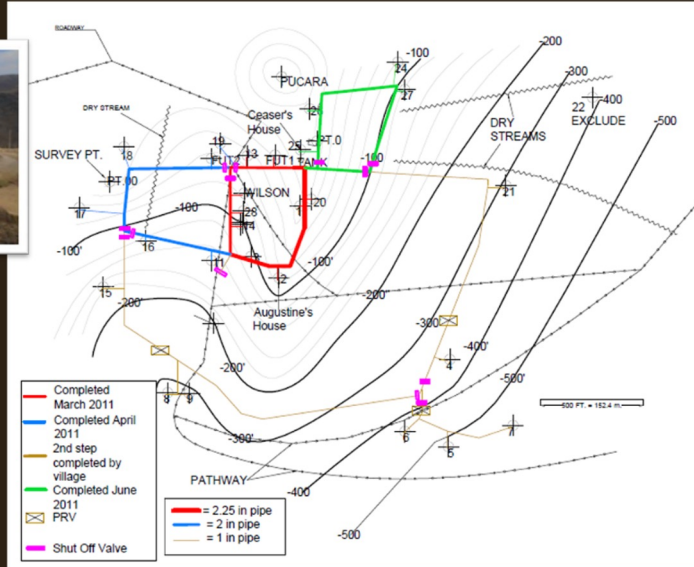 ROADWAY
-200
-100
24
PUCARA
-300
27
26
22
400
EXCLUDE
DRY STREAM
Ceaser's
House
DRY
STREAMS
-500
19
25
PT.0
SURVEY PT.
18
13
FUT2
FUT1
TANK
-100
PT.00
WILSON
20
21
17
-100
28
14
1
16
-100'
11
3
-100'
2
15
-200'
-200'
Augustine's
House
-300'
-400'
-200'
4
-500'
500 FT. = 152.4 m.
8
9
-300'
6
5
7
PATHWAY
-400
-500
Completed
March 2011
Completed April
2011
2nd step
completed by
village
Completed June
2011
PRV
Shut Off Valve
= 2.25 in pipe
= 2 in pipe
= 1 in pipe